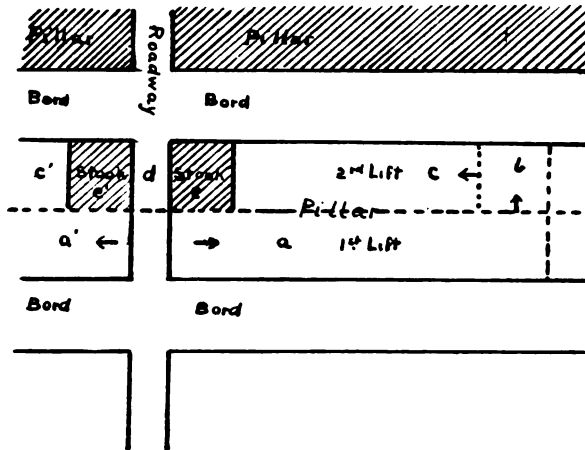 Pillar
Roadway
Pillar
Bord
Bord
c'
Stook e'
d
Stook e
2nd Lift
c
b
Pillar
a'
a
1st Lift
Bord
Bord